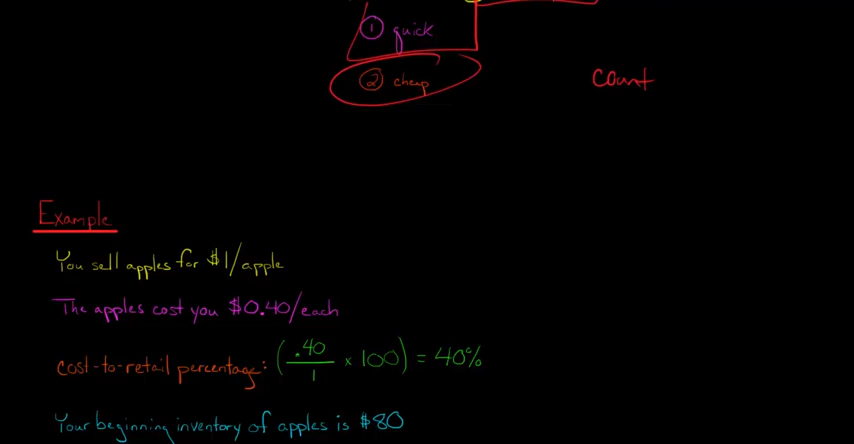 ① quick
② cheap
count
Example
You sell apples for $1/apple
The apples cost you $0.40/each
cost-to-retail percentage: (.40/1 × 100) = 40%
Your beginning inventory of apples is $80